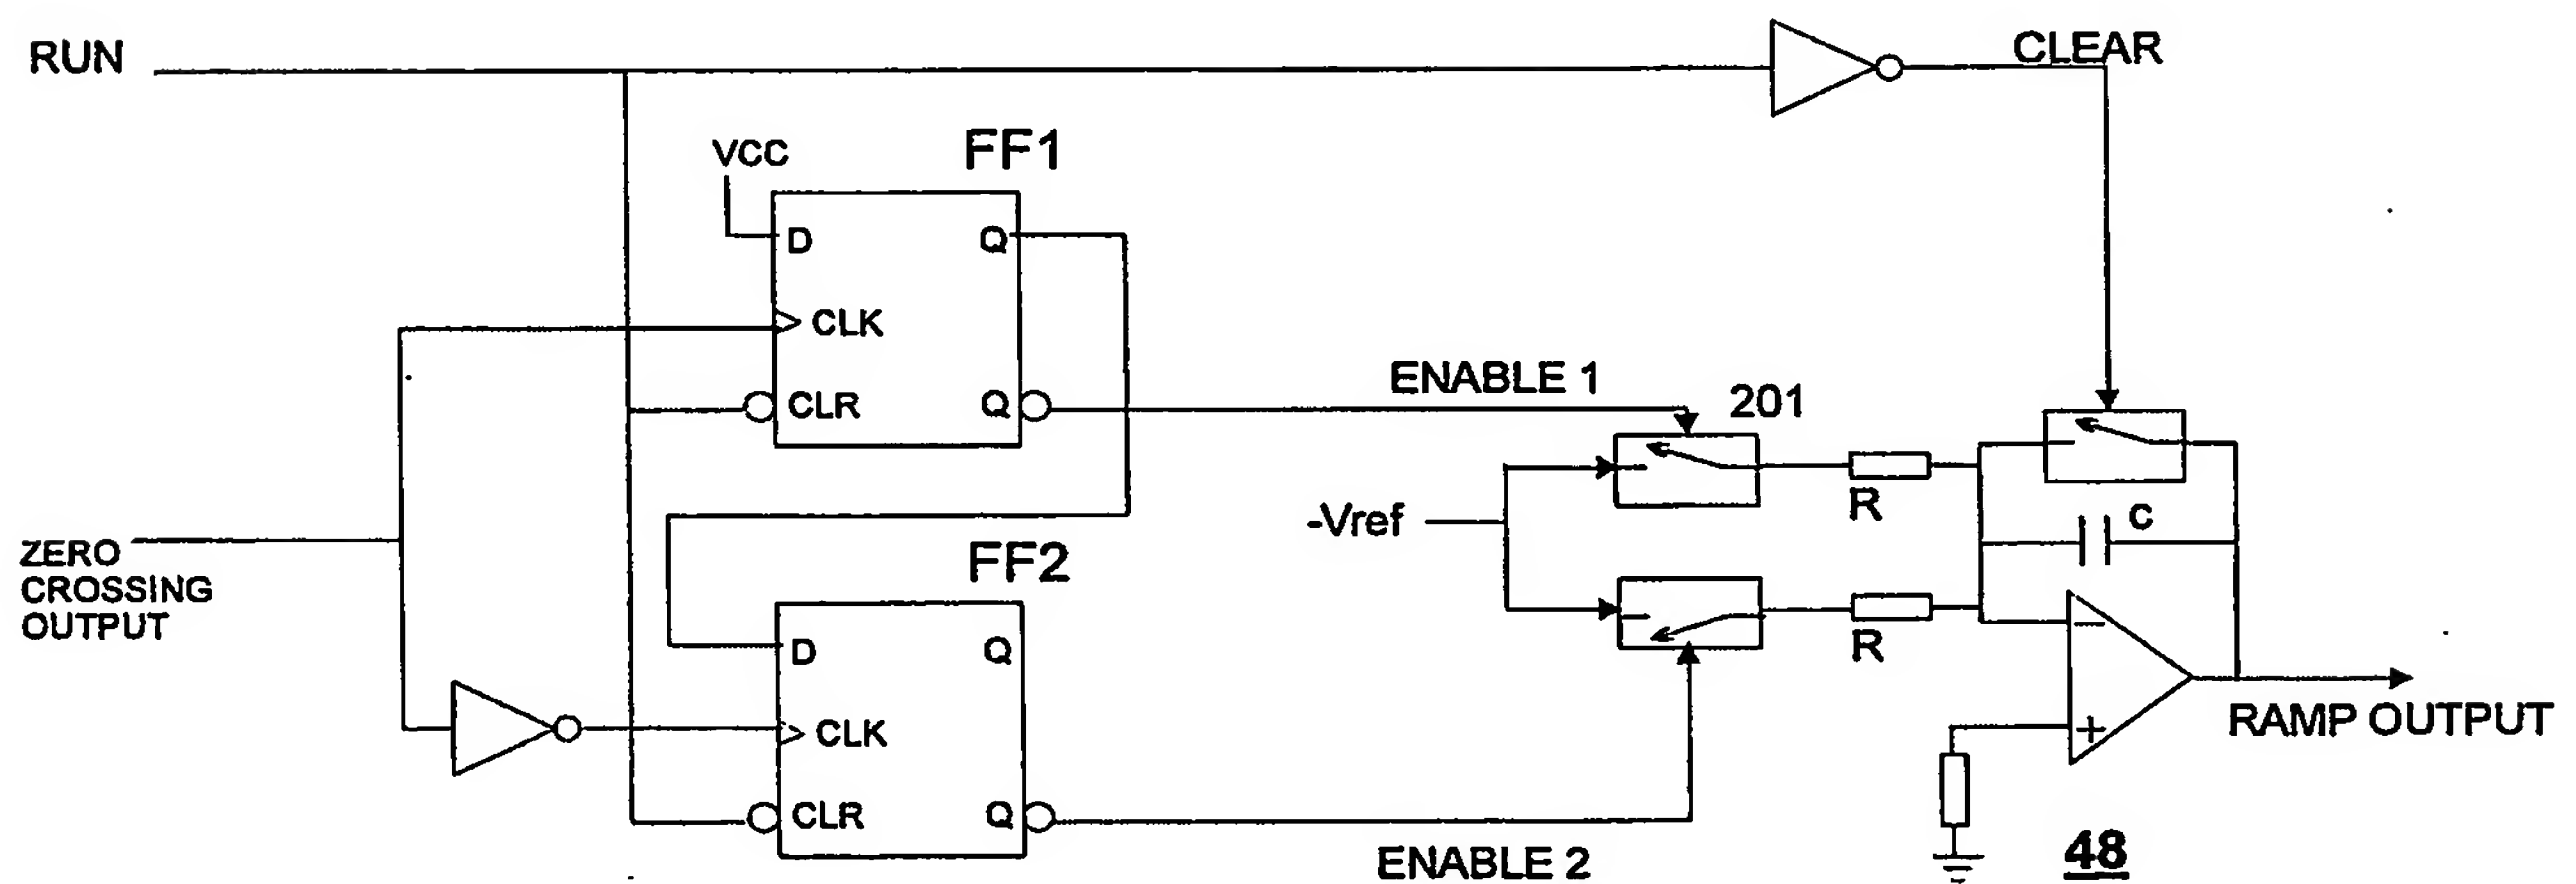 RUN
CLEAR
VCC
FF1
D
Q
CLK
CLR
Q
ENABLE 1
201
R
C
-Vref
ZERO
CROSSING
OUTPUT
FF2
D
Q
R
CLK
CLR
Q
ENABLE 2
−
+
RAMP OUTPUT
48